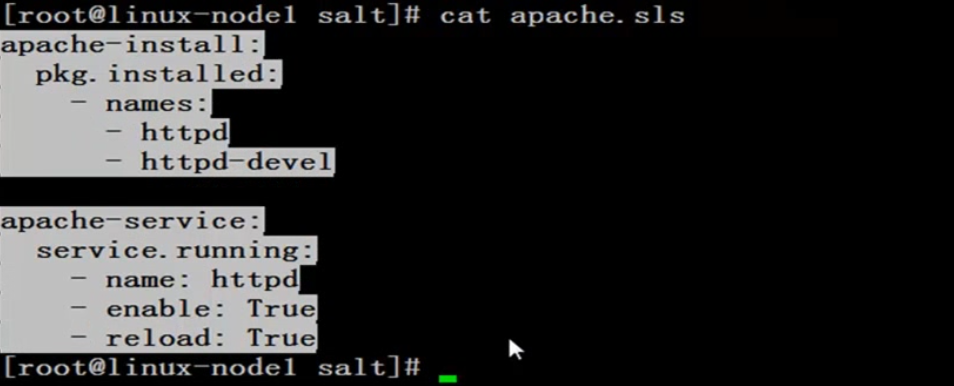 [root@linux-node1 salt]# cat apache.sls
apache-install:
  pkg.installed:
    - names:
      - httpd
      - httpd-devel

apache-service:
  service.running:
    - name: httpd
    - enable: True
    - reload: True
[root@linux-node1 salt]#